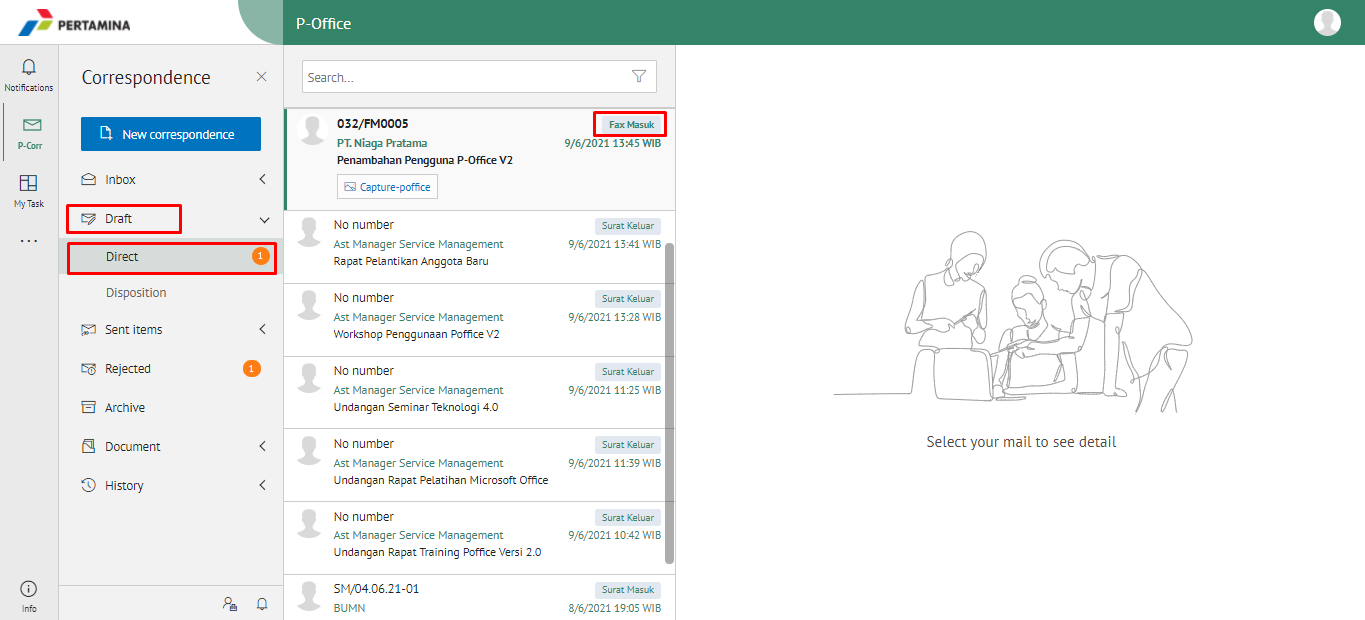 PERTAMINA
P-Office
Notifications
P-Corr
My Task
Info
Correspondence
New correspondence
Inbox
Draft
Direct 1
Disposition
Sent items
Rejected 1
Archive
Document
History
Search...
032/FM0005 Fax Masuk
PT. Niaga Pratama 9/6/2021 13:45 WIB
Penambahan Pengguna P-Office V2
Capture-poffice
No number Surat Keluar
Ast Manager Service Management 9/6/2021 13:41 WIB
Rapat Pelantikan Anggota Baru
No number Surat Keluar
Ast Manager Service Management 9/6/2021 13:28 WIB
Workshop Penggunaan Poffice V2
No number Surat Keluar
Ast Manager Service Management 9/6/2021 11:25 WIB
Undangan Seminar Teknologi 4.0
No number Surat Keluar
Ast Manager Service Management 9/6/2021 11:39 WIB
Undangan Rapat Pelatihan Microsoft Office
No number Surat Keluar
Ast Manager Service Management 9/6/2021 10:42 WIB
Undangan Rapat Training Poffice Versi 2.0
SM/04.06.21-01 Surat Masuk
BUMN 8/6/2021 19:05 WIB
Select your mail to see detail